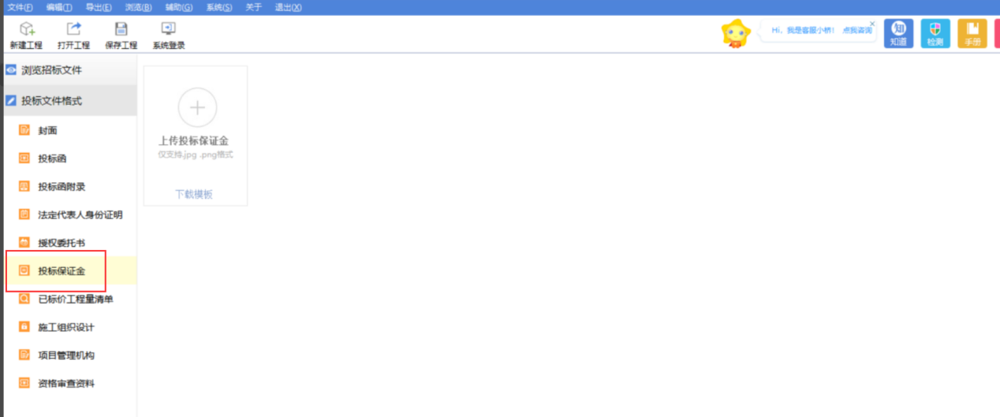 文件(F) 编辑(T) 导出(E) 浏览(B) 辅助(G) 系统(S) 关于 退出(X)
新建工程 打开工程 保存工程 系统登录
Hi，我是客服小桥！ 点我咨询
知
知道 检测 手册
浏览招标文件
投标文件格式
封面
投标函
投标函附录
法定代表人身份证明
授权委托书
投标保证金
已标价工程量清单
施工组织设计
项目管理机构
资格审查资料
上传投标保证金
仅支持.jpg .png格式
下载模板